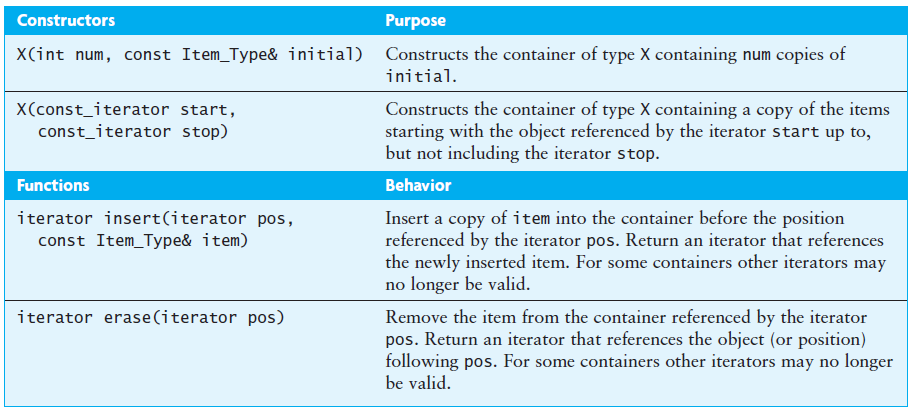 Constructors Purpose
X(int num, const Item_Type& initial) Constructs the container of type X containing num copies of
initial.
X(const_iterator start, Constructs the container of type X containing a copy of the items
const_iterator stop) starting with the object referenced by the iterator start up to,
but not including the iterator stop.
Functions Behavior
iterator insert(iterator pos, Insert a copy of item into the container before the position
const Item_Type& item) referenced by the iterator pos. Return an iterator that references
the newly inserted item. For some containers other iterators may
no longer be valid.
iterator erase(iterator pos) Remove the item from the container referenced by the iterator
pos. Return an iterator that references the object (or position)
following pos. For some containers other iterators may no longer
be valid.